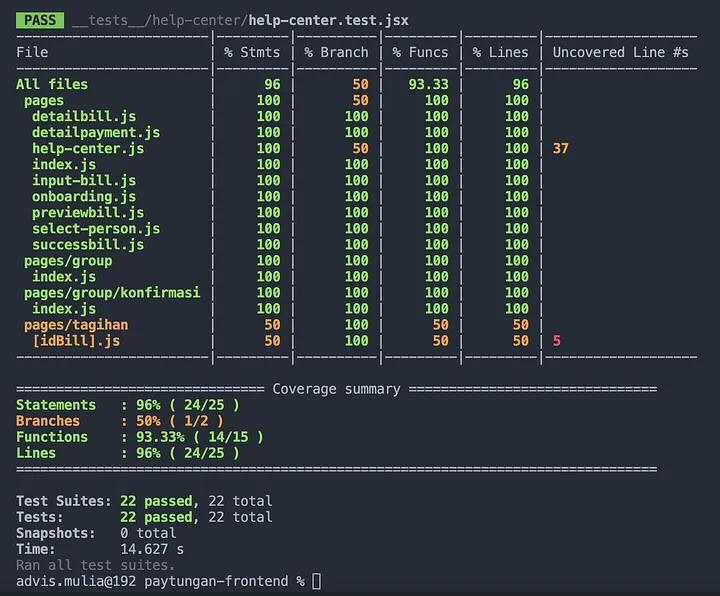 PASS __tests__/help-center/help-center.test.jsx
File | % Stmts | % Branch | % Funcs | % Lines | Uncovered Line #s
All files | 96 | 50 | 93.33 | 96 |
pages | 100 | 50 | 100 | 100 |
detailbill.js | 100 | 100 | 100 | 100 |
detailpayment.js | 100 | 100 | 100 | 100 |
help-center.js | 100 | 50 | 100 | 100 | 37
index.js | 100 | 100 | 100 | 100 |
input-bill.js | 100 | 100 | 100 | 100 |
onboarding.js | 100 | 100 | 100 | 100 |
previewbill.js | 100 | 100 | 100 | 100 |
select-person.js | 100 | 100 | 100 | 100 |
successbill.js | 100 | 100 | 100 | 100 |
pages/group | 100 | 100 | 100 | 100 |
index.js | 100 | 100 | 100 | 100 |
pages/group/konfirmasi | 100 | 100 | 100 | 100 |
index.js | 100 | 100 | 100 | 100 |
pages/tagihan | 50 | 100 | 50 | 50 |
[idBill].js | 50 | 100 | 50 | 50 | 5
=============================== Coverage summary ===============================
Statements : 96% ( 24/25 )
Branches : 50% ( 1/2 )
Functions : 93.33% ( 14/15 )
Lines : 96% ( 24/25 )
================================================================================
Test Suites: 22 passed, 22 total
Tests: 22 passed, 22 total
Snapshots: 0 total
Time: 14.627 s
Ran all test suites.
advis.mulia@192 paytungan-frontend %